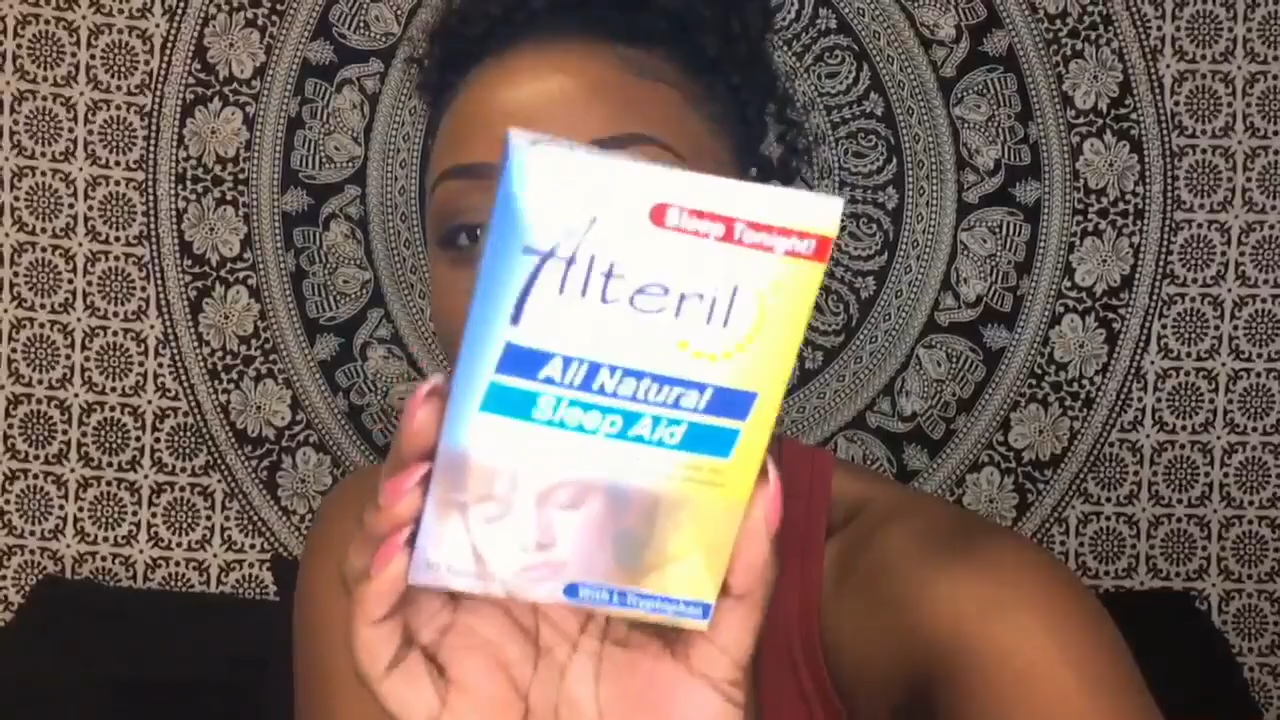 Sleep Tonight!
Alteril
All Natural
Sleep Aid
With L-Tryptophan